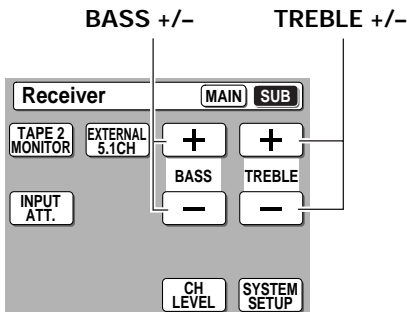 BASS +/–
TREBLE +/–
Receiver
MAIN
SUB
TAPE 2
MONITOR
EXTERNAL
5.1CH
+
+
BASS
TREBLE
INPUT
ATT.
–
–
CH
LEVEL
SYSTEM
SETUP